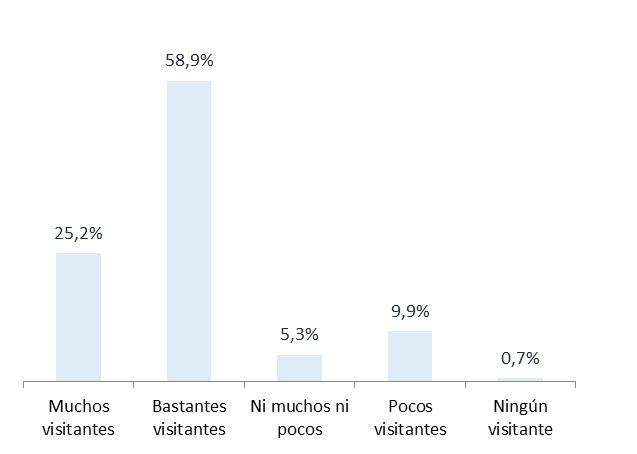 58,9%
25,2%
5,3%
9,9%
0,7%
Muchos visitantes
Bastantes visitantes
Ni muchos ni pocos
Pocos visitantes
Ningún visitante